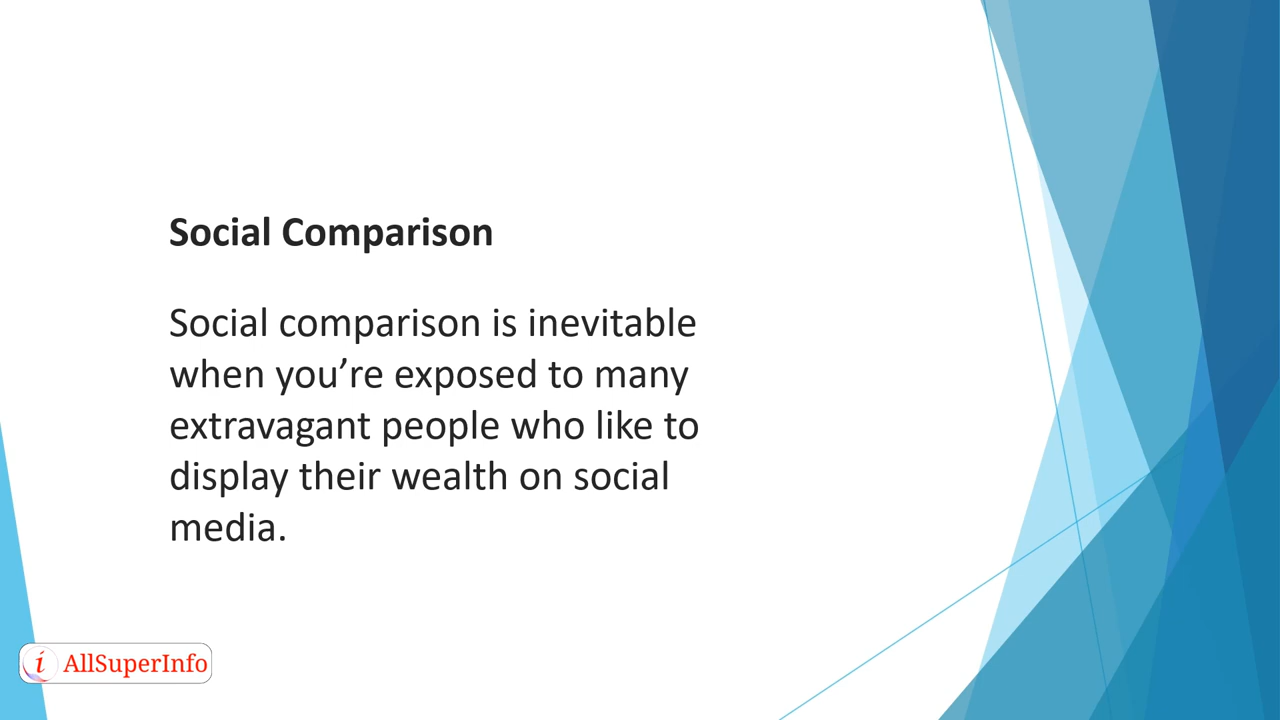 Social Comparison
Social comparison is inevitable
when you’re exposed to many
extravagant people who like to
display their wealth on social
media.
i AllSuperInfo